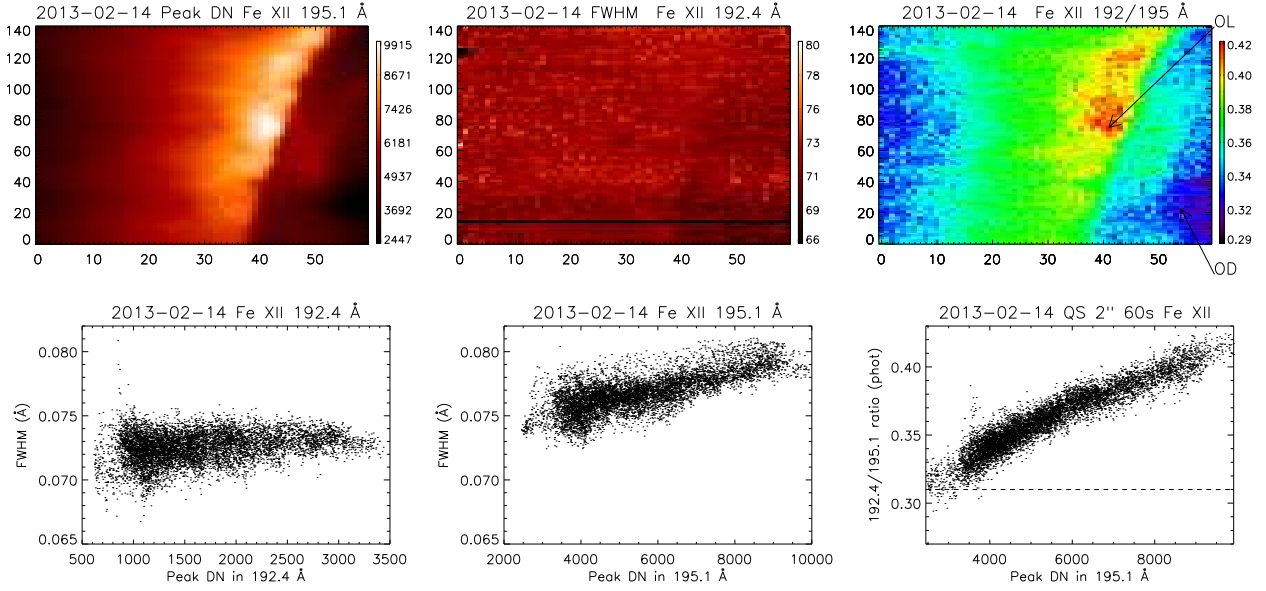 2013-02-14 Peak DN Fe XII 195.1 Å
140
120
100
80
60
40
20
0
0 10 20 30 40 50
9915
8671
7426
6181
4937
3692
2447
2013-02-14 FWHM Fe XII 192.4 Å
140
120
100
80
60
40
20
0
0 10 20 30 40 50
80
78
76
73
71
69
66
2013-02-14 Fe XII 192/195 Å
140
120
100
80
60
40
20
0
0 10 20 30 40 50
OL
0.42
0.40
0.38
0.36
0.34
0.32
0.29
OD
2013-02-14 Fe XII 192.4 Å
FWHM (Å)
0.080
0.075
0.070
0.065
500 1000 1500 2000 2500 3000 3500
Peak DN in 192.4 Å
2013-02-14 Fe XII 195.1 Å
FWHM (Å)
0.080
0.075
0.070
0.065
2000 4000 6000 8000 10000
Peak DN in 195.1 Å
2013-02-14 QS 2'' 60s Fe XII
192.4/195.1 ratio (phot)
0.40
0.35
0.30
4000 6000 8000
Peak DN in 195.1 Å